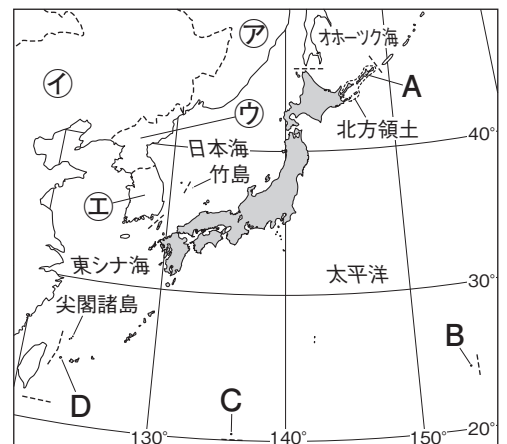 ア
オホーツク海
イ
A
ウ
北方領土
40°
日本海
竹島
エ
東シナ海
太平洋
30°
尖閣諸島
B
D
C
20°
130°
140°
150°